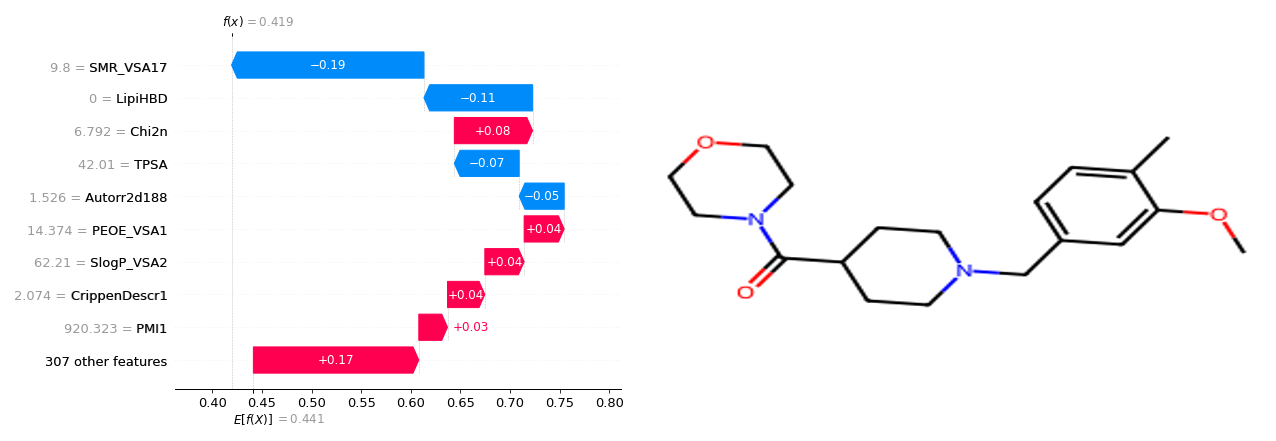 f(x) = 0.419
9.8 = SMR_VSA17
−0.19
0 = LipiHBD
−0.11
6.792 = Chi2n
+0.08
42.01 = TPSA
−0.07
1.526 = Autorr2d188
−0.05
14.374 = PEOE_VSA1
+0.04
62.21 = SlogP_VSA2
+0.04
2.074 = CrippenDescr1
+0.04
920.323 = PMI1
+0.03
307 other features
+0.17
0.40 0.45 0.50 0.55 0.60 0.65 0.70 0.75 0.80
E[f(X)] = 0.441
O
N
O
N
O